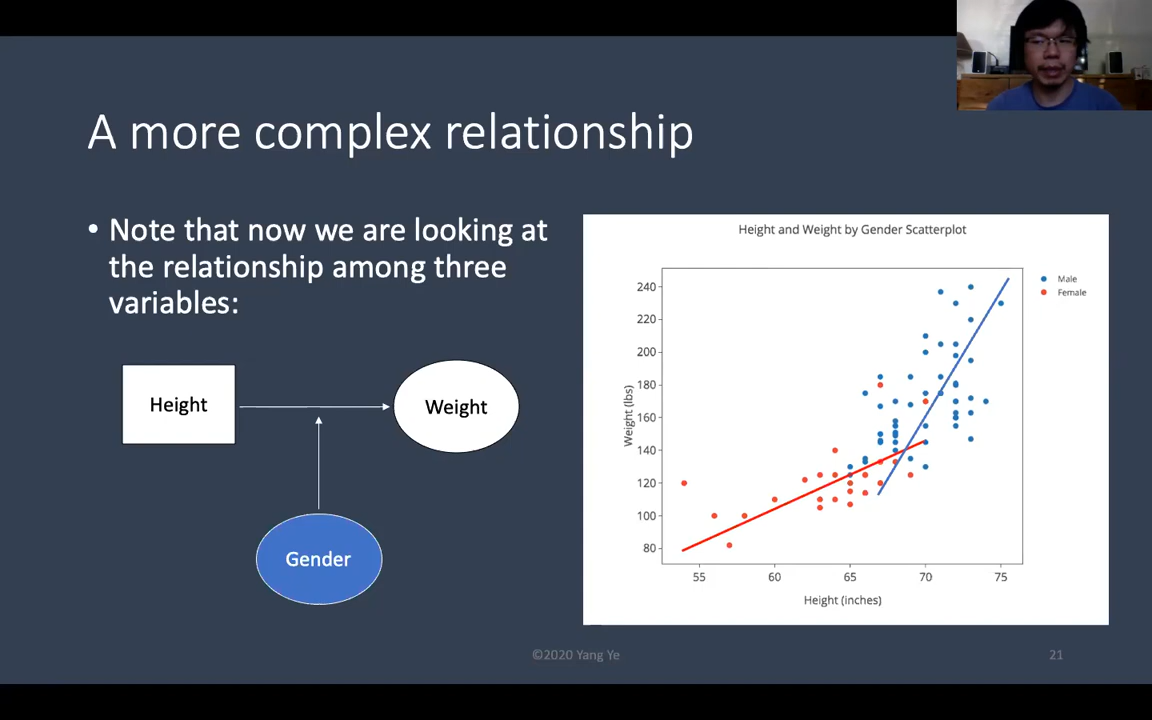 A more complex relationship
• Note that now we are looking at
the relationship among three
variables:
Height
Weight
Gender
Height and Weight by Gender Scatterplot
Male
Female
240
220
200
180
160
140
120
100
80
Weight (lbs)
55 60 65 70 75
Height (inches)
©2020 Yang Ye
21